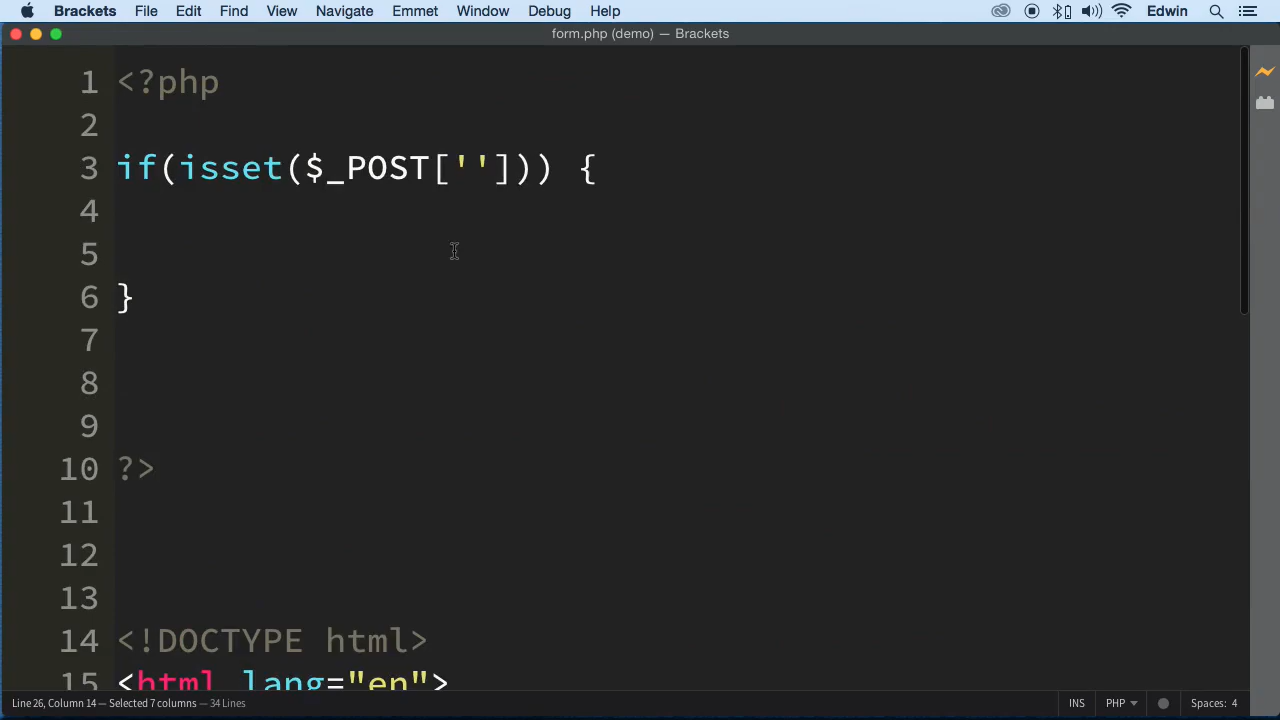 Brackets File Edit Find View Navigate Emmet Window Debug Help Edwin
form.php (demo) — Brackets
1 <?php
2
3 if(isset($_POST[''])) {
4
5
6 }
7
8
9
10 ?>
11
12
13
14 <!DOCTYPE html>
15 <html lang="en">
Line 26, Column 14 — Selected 7 columns — 34 Lines INS PHP Spaces: 4